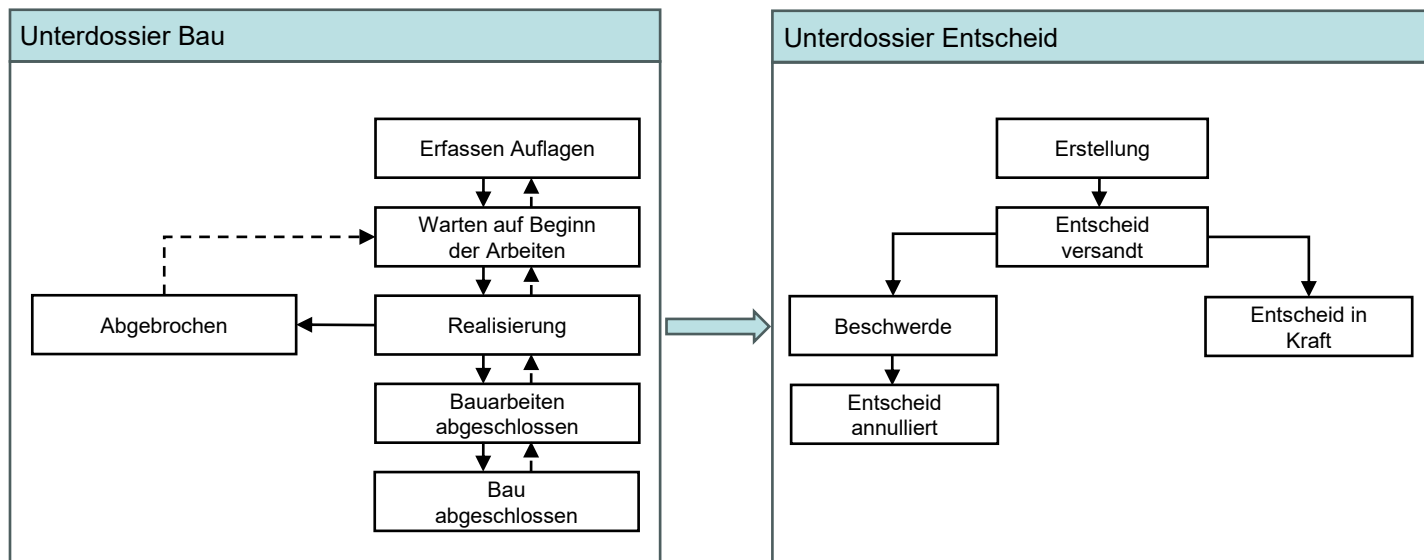 Unterdossier Bau
Erfassen Auflagen
Warten auf Beginn
der Arbeiten
Abgebrochen
Realisierung
Bauarbeiten
abgeschlossen
Bau
abgeschlossen
Unterdossier Entscheid
Erstellung
Entscheid
versandt
Beschwerde
Entscheid in
Kraft
Entscheid
annulliert